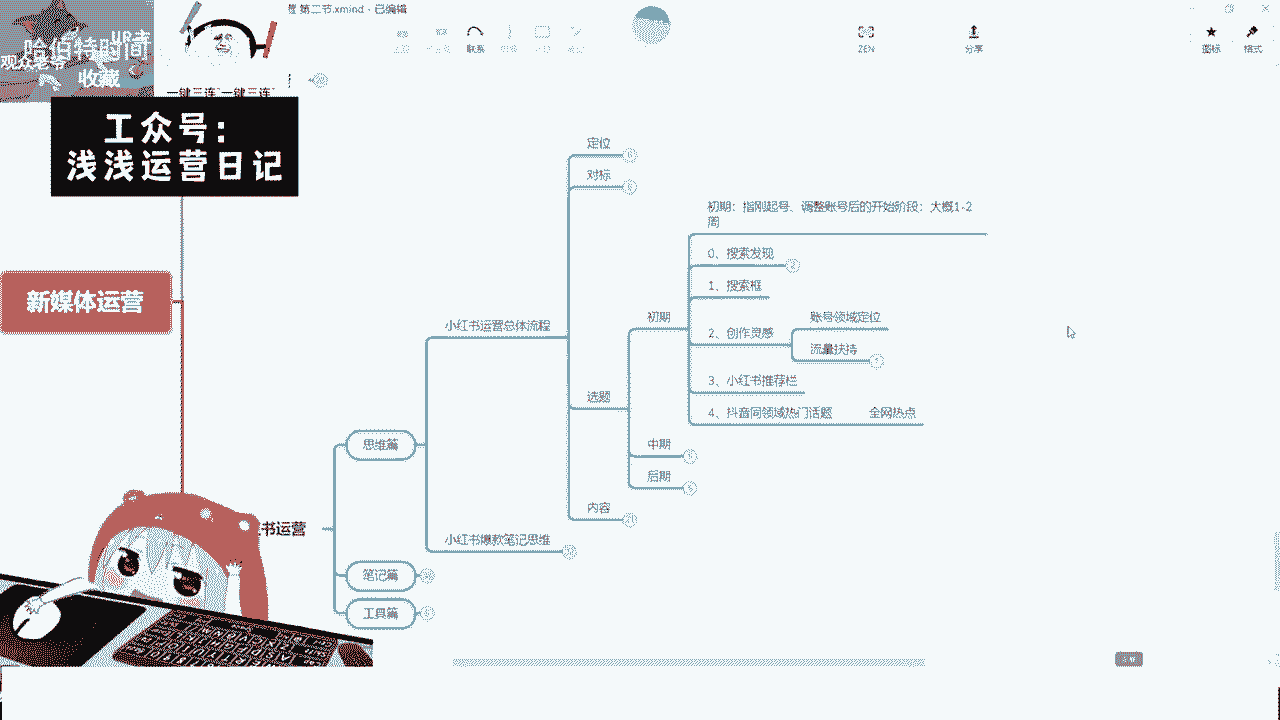 第二节.xmind - 已编辑
UP主
哈伯特时间
观众老爷
收藏
联系
ZEN
分享
图标
格式
一键三连 一键三连
工众号:
浅浅运营日记
定位
对标
初期：指刚起号、调整账号后的开始阶段：大概1-2
周
0、搜索发现
1、搜索框
新媒体运营
账号领域定位
初期
小红书运营总体流程
2、创作灵感
流量扶持
3、小红书推荐栏
选题
4、抖音同领域热门话题
全网热点
思维篇
中期
后期
内容
书运营
小红书爆款笔记思维
笔记篇
工具篇